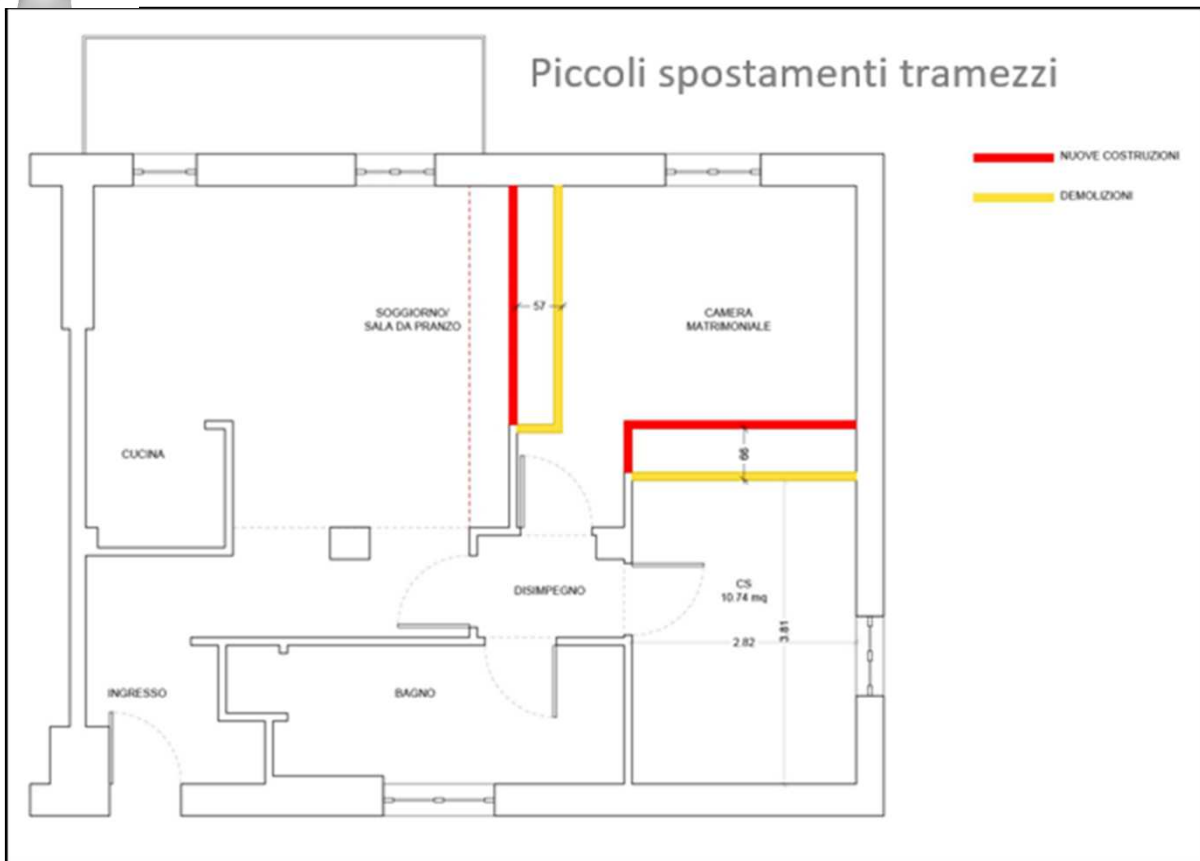 Piccoli spostamenti tramezzi
NUOVE COSTRUZIONI
DEMOLIZIONI
57
SOGGIORNO/
SALA DA PRANZO
CAMERA
MATRIMONIALE
CUCINA
66
DISIMPEGNO
CS
10.74 mq
3.81
2.82
INGRESSO
BAGNO